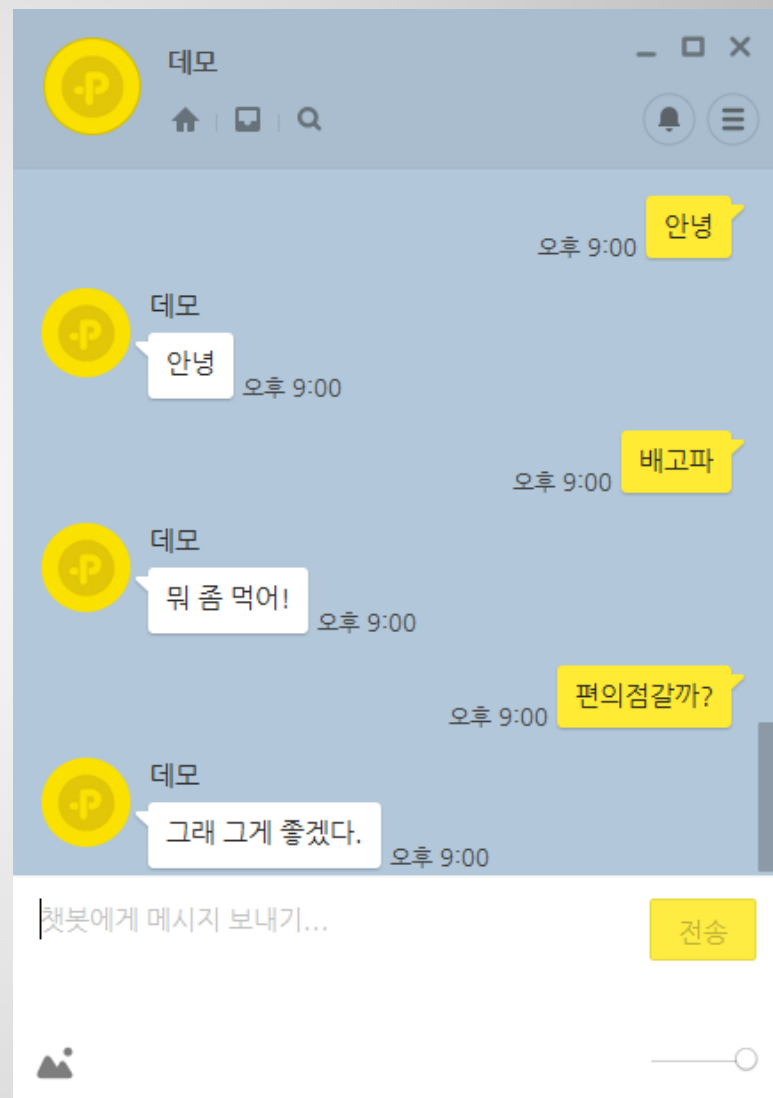 데모
오후 9:00 안녕
데모
안녕 오후 9:00
오후 9:00 배고파
데모
뭐 좀 먹어! 오후 9:00
오후 9:00 편의점갈까?
데모
그래 그게 좋겠다. 오후 9:00
챗봇에게 메시지 보내기... 전송